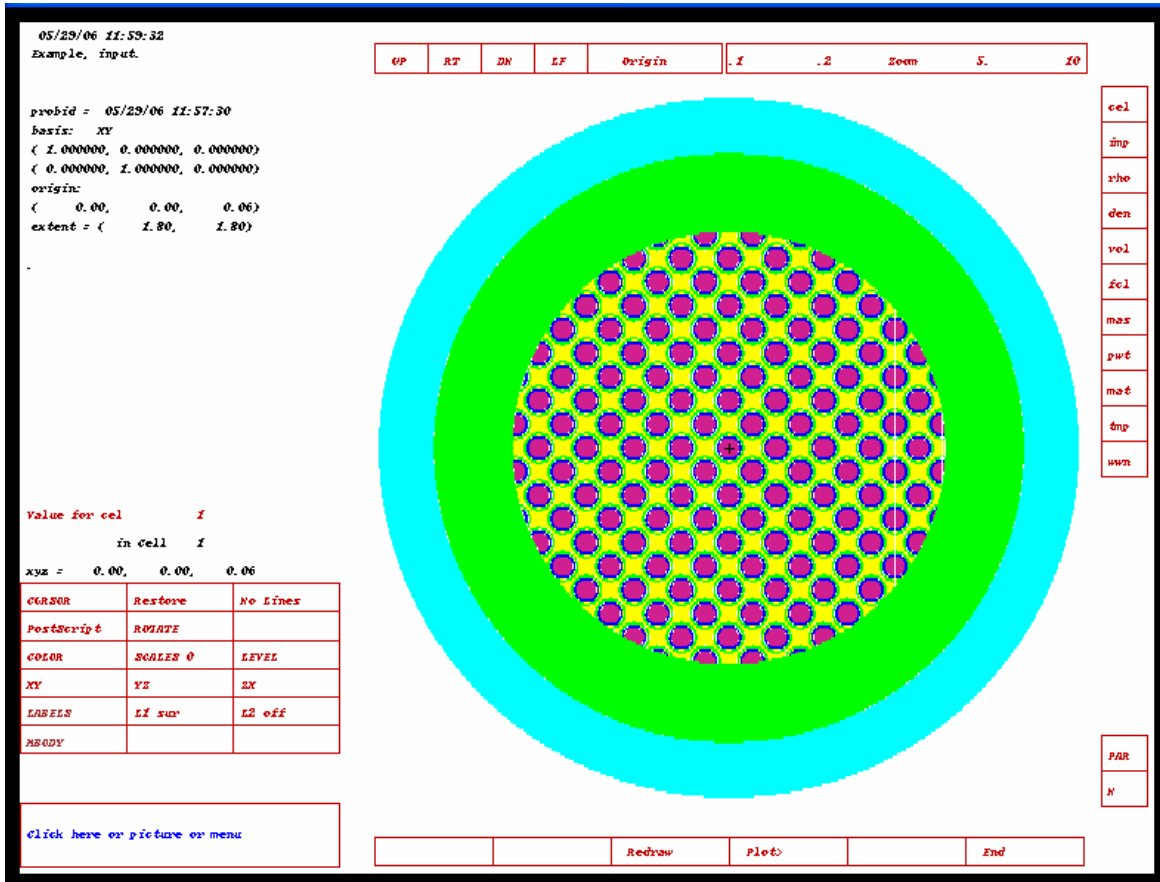 05/29/06 11:59:32
Example, input.
UP RT DN LF Origin .1 .2 Zoom 5. 10
probid = 05/29/06 11:57:30
basis: XY
( 1.000000, 0.000000, 0.000000)
( 0.000000, 1.000000, 0.000000)
origin:
( 0.00, 0.00, 0.06)
extent = ( 1.80, 1.80)
cel
imp
rho
den
vol
fcl
mas
pwt
mat
tmp
wwn
Value for cel 1
in Cell 1
xyz = 0.00, 0.00, 0.06
CURSOR Restore No Lines
PostScript ROTATE
COLOR SCALES 0 LEVEL
XY YZ ZX
LABELS L1 sur L2 off
MBODY
PAR
N
Click here or picture or menu
Redraw Plot> End